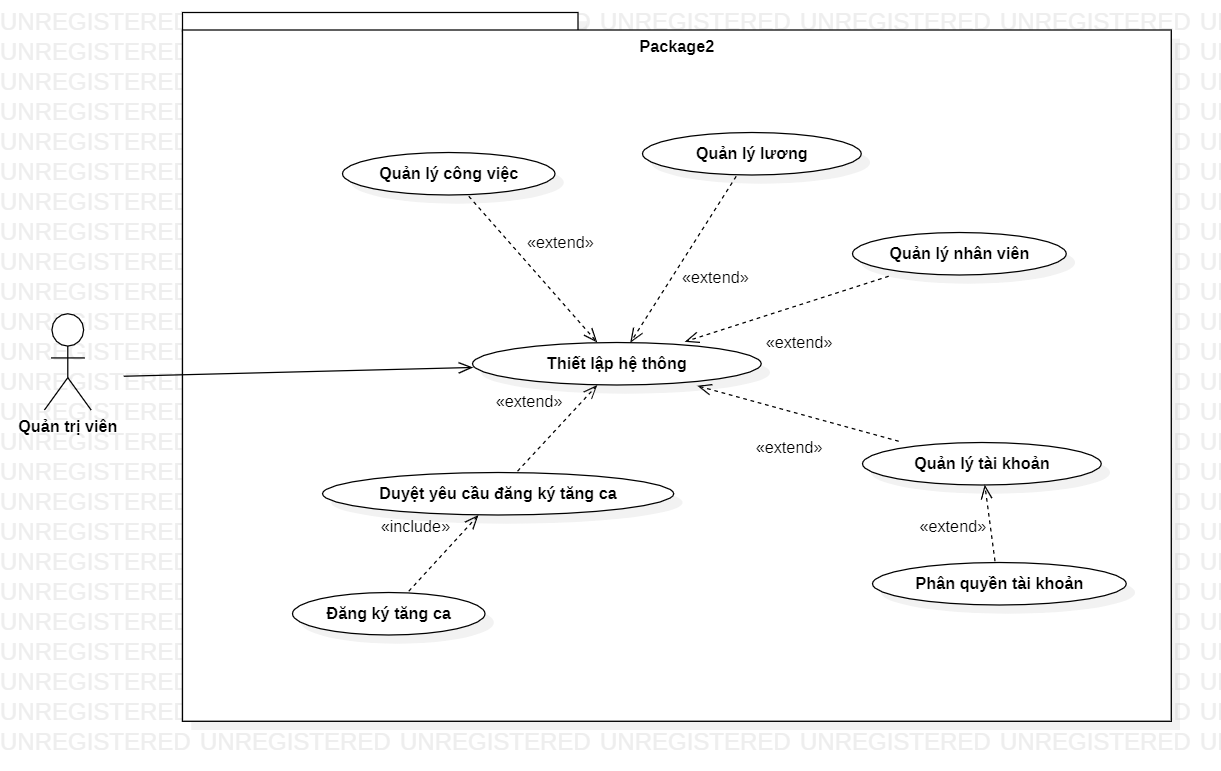 Package2
Quản lý lương
Quản lý công việc
«extend»
Quản lý nhân viên
«extend»
«extend»
Thiết lập hệ thông
«extend»
Quản trị viên
«extend»
Quản lý tài khoản
Duyệt yêu cầu đăng ký tăng ca
«include»
«extend»
Phân quyền tài khoản
Đăng ký tăng ca
UNREGISTERED